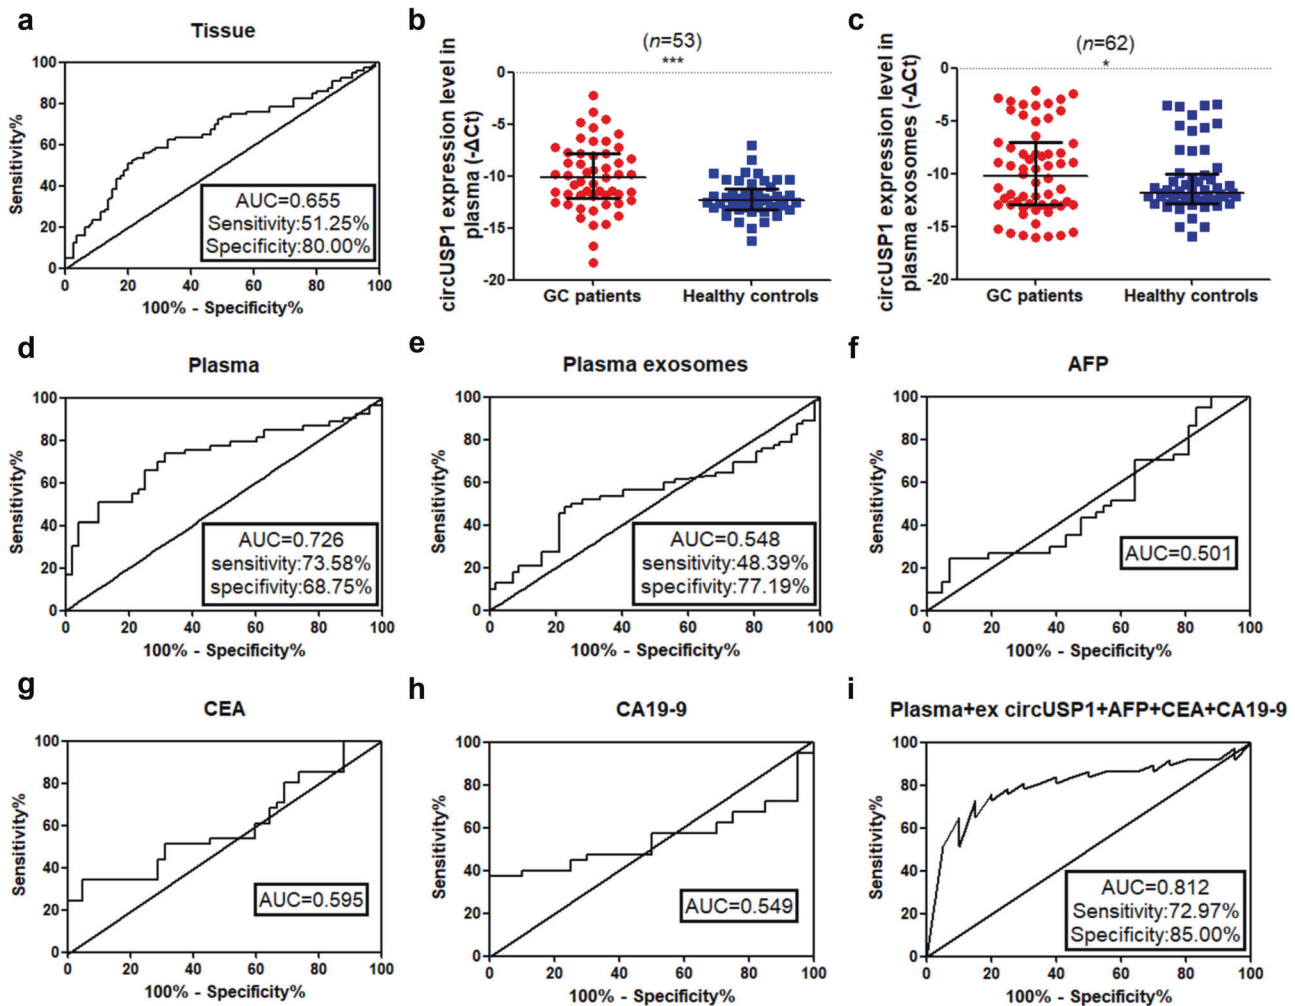 a
Tissue
100
80
60
40
20
0
Sensitivity%
AUC=0.655
Sensitivity:51.25%
Specificity:80.00%
0 20 40 60 80 100
100% - Specificity%
b
(n=53)
***
circUSP1 expression level in
plasma (-ΔCt)
0
-5
-10
-15
-20
GC patients Healthy controls
c
(n=62)
*
circUSP1 expression level in
plasma exosomes (-ΔCt)
0
-5
-10
-15
-20
GC patients Healthy controls
d
Plasma
100
80
60
40
20
0
Sensitivity%
AUC=0.726
sensitivity:73.58%
specifivity:68.75%
0 20 40 60 80 100
100% - Specificity%
e
Plasma exosomes
100
80
60
40
20
0
Sensitivity%
AUC=0.548
sensitivity:48.39%
specifivity:77.19%
0 20 40 60 80 100
100% - Specificity%
f
AFP
100
80
60
40
20
0
Sensitivity%
AUC=0.501
0 20 40 60 80 100
100% - Specificity%
g
CEA
100
80
60
40
20
0
Sensitivity%
AUC=0.595
0 20 40 60 80 100
100% - Specificity%
h
CA19-9
100
80
60
40
20
0
Sensitivity%
AUC=0.549
0 20 40 60 80 100
100% - Specificity%
i
Plasma+ex circUSP1+AFP+CEA+CA19-9
100
80
60
40
20
0
Sensitivity%
AUC=0.812
Sensitivity:72.97%
Specificity:85.00%
0 20 40 60 80 100
100% - Specificity%